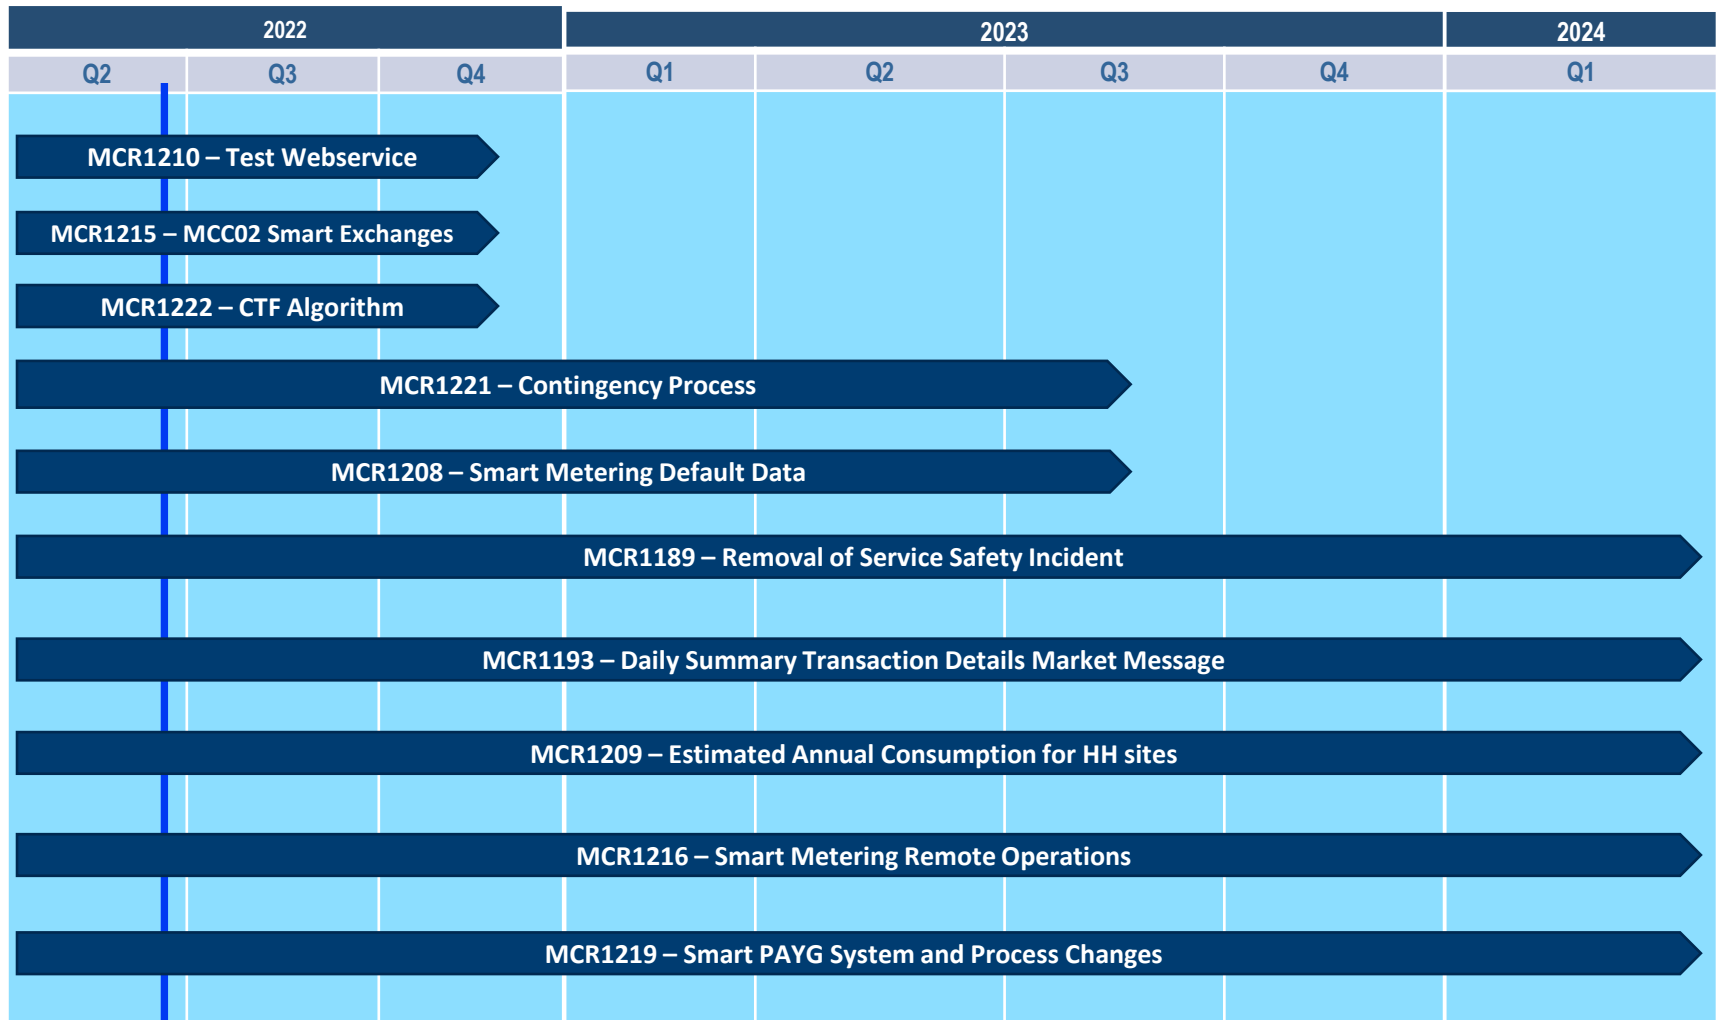 2022 2023 2024
Q2 Q3 Q4 Q1 Q2 Q3 Q4 Q1
MCR1210 – Test Webservice
MCR1215 – MCC02 Smart Exchanges
MCR1222 – CTF Algorithm
MCR1221 – Contingency Process
MCR1208 – Smart Metering Default Data
MCR1189 – Removal of Service Safety Incident
MCR1193 – Daily Summary Transaction Details Market Message
MCR1209 – Estimated Annual Consumption for HH sites
MCR1216 – Smart Metering Remote Operations
MCR1219 – Smart PAYG System and Process Changes